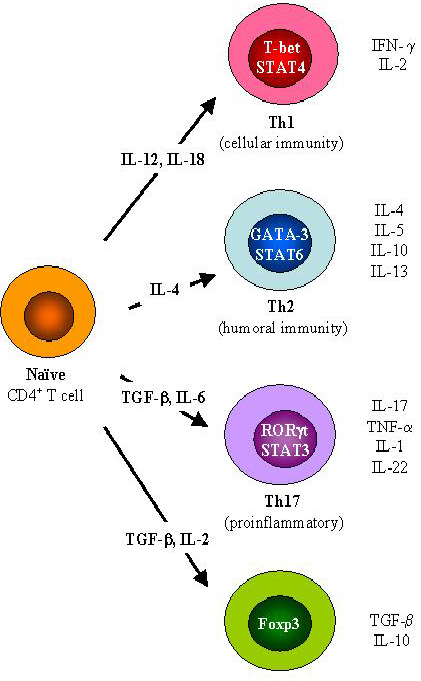 T-bet
STAT4
IFN- γ
IL-2
Th1
(cellular immunity)
IL-12, IL-18
GATA-3
STAT6
IL-4
IL-5
IL-10
IL-13
IL-4
Th2
(humoral immunity)
Naïve
CD4⁺ T cell
TGF-β, IL-6
RORγt
STAT3
IL-17
TNF-α
IL-1
IL-22
Th17
(proinflammatory)
TGF-β, IL-2
Foxp3
TGF-β
IL-10